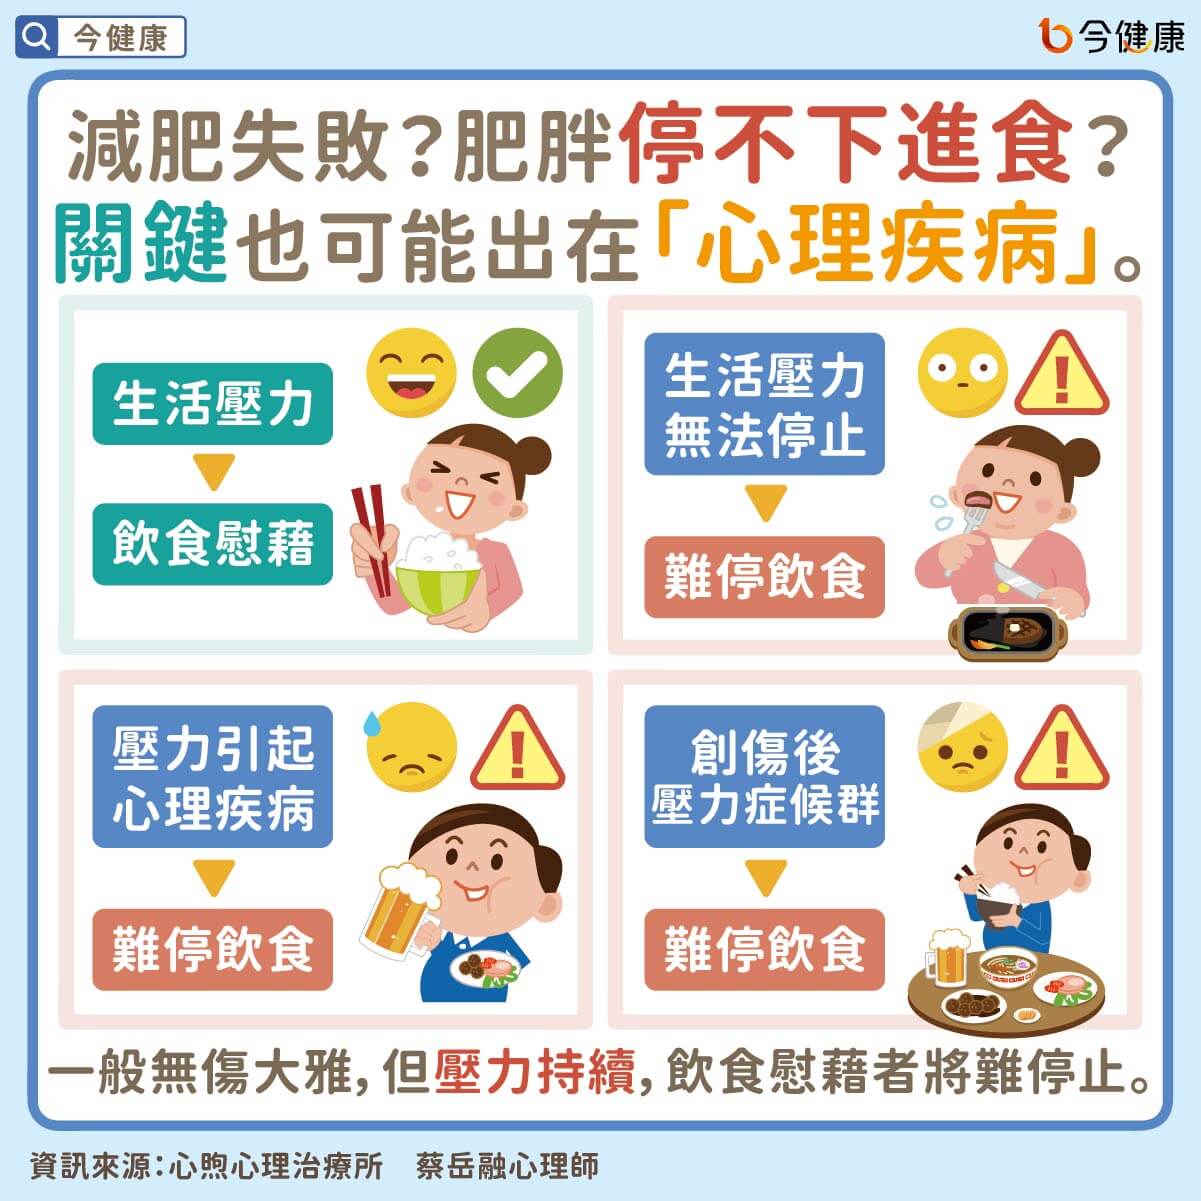 今健康
今健康
減肥失敗？肥胖停不下進食？
關鍵也可能出在「心理疾病」。
生活壓力
飲食慰藉
生活壓力
無法停止
難停飲食
壓力引起
心理疾病
難停飲食
創傷後
壓力症候群
難停飲食
一般無傷大雅，但壓力持續，飲食慰藉者將難停止。
資訊來源：心煦心理治療所　蔡岳融心理師